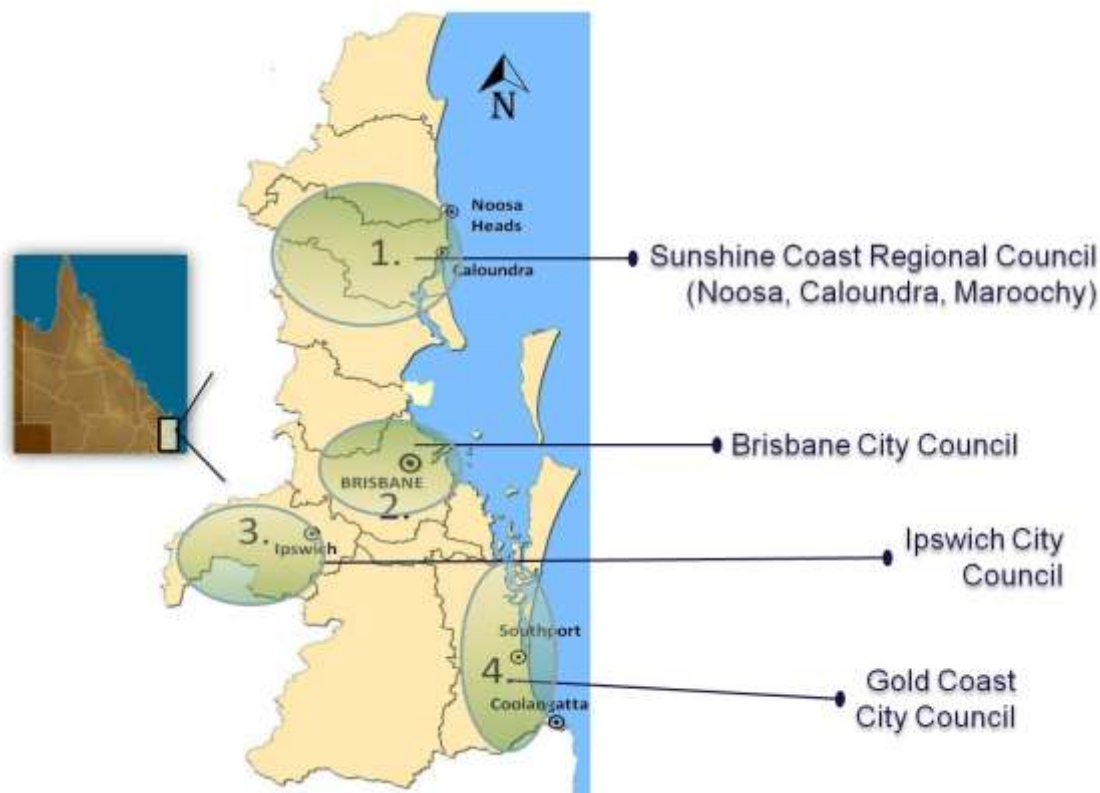 N
Noosa
Heads
1.
Caloundra
Sunshine Coast Regional Council
(Noosa, Caloundra, Maroochy)
Brisbane City Council
BRISBANE
2.
3.
Ipswich
Ipswich City
Council
Southport
4.
Coolangatta
Gold Coast
City Council